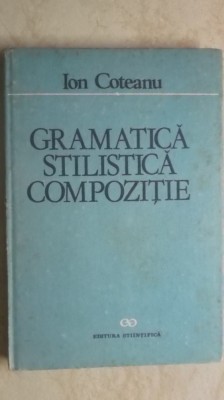 Ion Coteanu
GRAMATICĂ
STILISTICĂ
COMPOZIȚIE
EDITURA ȘTIINȚIFICĂ